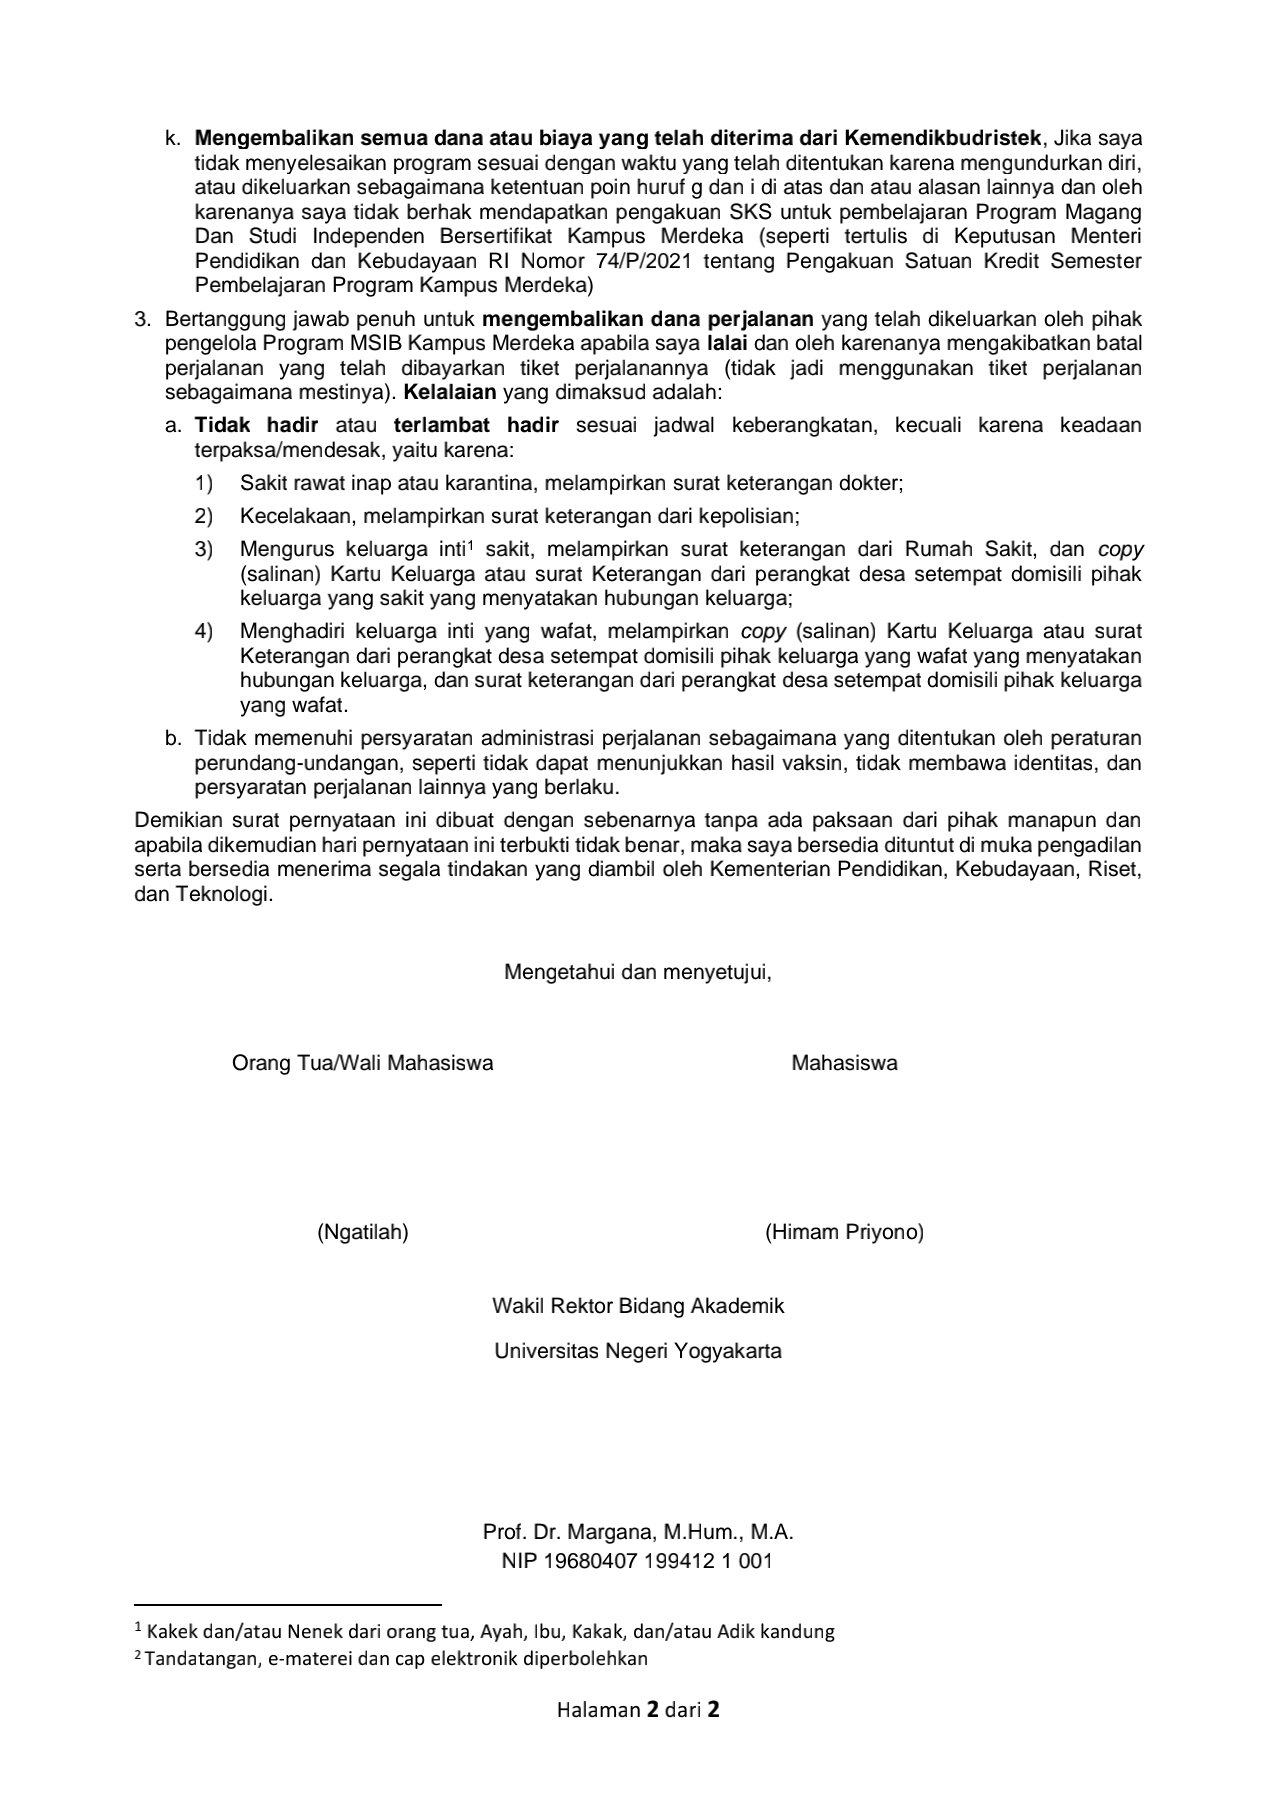 k. Mengembalikan semua dana atau biaya yang telah diterima dari Kemendikbudristek, Jika saya
tidak menyelesaikan program sesuai dengan waktu yang telah ditentukan karena mengundurkan diri,
atau dikeluarkan sebagaimana ketentuan poin huruf g dan i di atas dan atau alasan lainnya dan oleh
karenanya saya tidak berhak mendapatkan pengakuan SKS untuk pembelajaran Program Magang
Dan Studi Independen Bersertifikat Kampus Merdeka (seperti tertulis di Keputusan Menteri
Pendidikan dan Kebudayaan RI Nomor 74/P/2021 tentang Pengakuan Satuan Kredit Semester
Pembelajaran Program Kampus Merdeka)
3. Bertanggung jawab penuh untuk mengembalikan dana perjalanan yang telah dikeluarkan oleh pihak
pengelola Program MSIB Kampus Merdeka apabila saya lalai dan oleh karenanya mengakibatkan batal
perjalanan yang telah dibayarkan tiket perjalanannya (tidak jadi menggunakan tiket perjalanan
sebagaimana mestinya). Kelalaian yang dimaksud adalah:
a. Tidak hadir atau terlambat hadir sesuai jadwal keberangkatan, kecuali karena keadaan
terpaksa/mendesak, yaitu karena:
1) Sakit rawat inap atau karantina, melampirkan surat keterangan dokter;
2) Kecelakaan, melampirkan surat keterangan dari kepolisian;
3) Mengurus keluarga inti¹ sakit, melampirkan surat keterangan dari Rumah Sakit, dan copy
(salinan) Kartu Keluarga atau surat Keterangan dari perangkat desa setempat domisili pihak
keluarga yang sakit yang menyatakan hubungan keluarga;
4) Menghadiri keluarga inti yang wafat, melampirkan copy (salinan) Kartu Keluarga atau surat
Keterangan dari perangkat desa setempat domisili pihak keluarga yang wafat yang menyatakan
hubungan keluarga, dan surat keterangan dari perangkat desa setempat domisili pihak keluarga
yang wafat.
b. Tidak memenuhi persyaratan administrasi perjalanan sebagaimana yang ditentukan oleh peraturan
perundang-undangan, seperti tidak dapat menunjukkan hasil vaksin, tidak membawa identitas, dan
persyaratan perjalanan lainnya yang berlaku.
Demikian surat pernyataan ini dibuat dengan sebenarnya tanpa ada paksaan dari pihak manapun dan
apabila dikemudian hari pernyataan ini terbukti tidak benar, maka saya bersedia dituntut di muka pengadilan
serta bersedia menerima segala tindakan yang diambil oleh Kementerian Pendidikan, Kebudayaan, Riset,
dan Teknologi.
Mengetahui dan menyetujui,
Orang Tua/Wali Mahasiswa Mahasiswa
(Ngatilah) (Himam Priyono)
Wakil Rektor Bidang Akademik
Universitas Negeri Yogyakarta
Prof. Dr. Margana, M.Hum., M.A.
NIP 19680407 199412 1 001
¹ Kakek dan/atau Nenek dari orang tua, Ayah, Ibu, Kakak, dan/atau Adik kandung
² Tandatangan, e-materei dan cap elektronik diperbolehkan
Halaman 2 dari 2